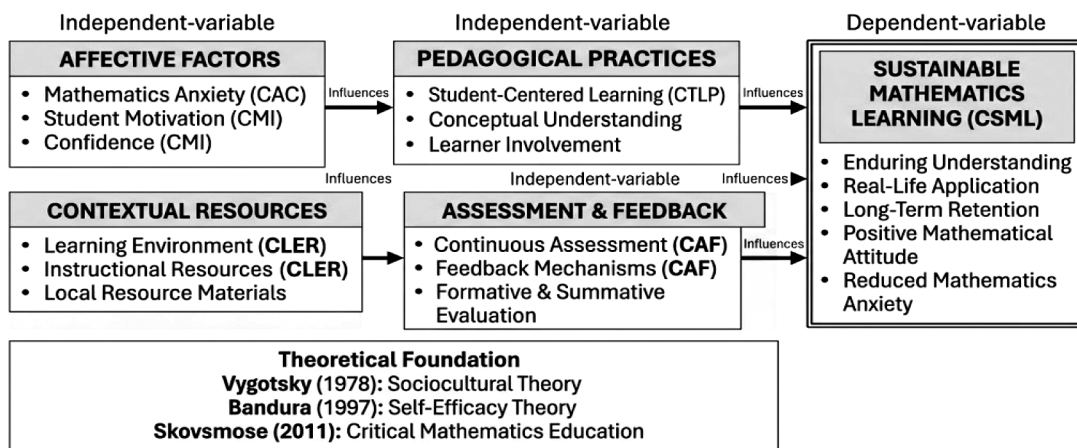 Independent-variable
AFFECTIVE FACTORS
• Mathematics Anxiety (CAC)
• Student Motivation (CMI)
• Confidence (CMI)
Influences
Independent-variable
PEDAGOGICAL PRACTICES
• Student-Centered Learning (CTLP)
• Conceptual Understanding
• Learner Involvement
Influences
Dependent-variable
SUSTAINABLE
MATHEMATICS
LEARNING (CSML)
• Enduring Understanding
• Real-Life Application
• Long-Term Retention
• Positive Mathematical
Attitude
• Reduced Mathematics
Anxiety
Influences
CONTEXTUAL RESOURCES
• Learning Environment (CLER)
• Instructional Resources (CLER)
• Local Resource Materials
Independent-variable
Influences
ASSESSMENT & FEEDBACK
• Continuous Assessment (CAF)
• Feedback Mechanisms (CAF)
• Formative & Summative
Evaluation
Influences
Theoretical Foundation
Vygotsky (1978): Sociocultural Theory
Bandura (1997): Self-Efficacy Theory
Skovsmose (2011): Critical Mathematics Education